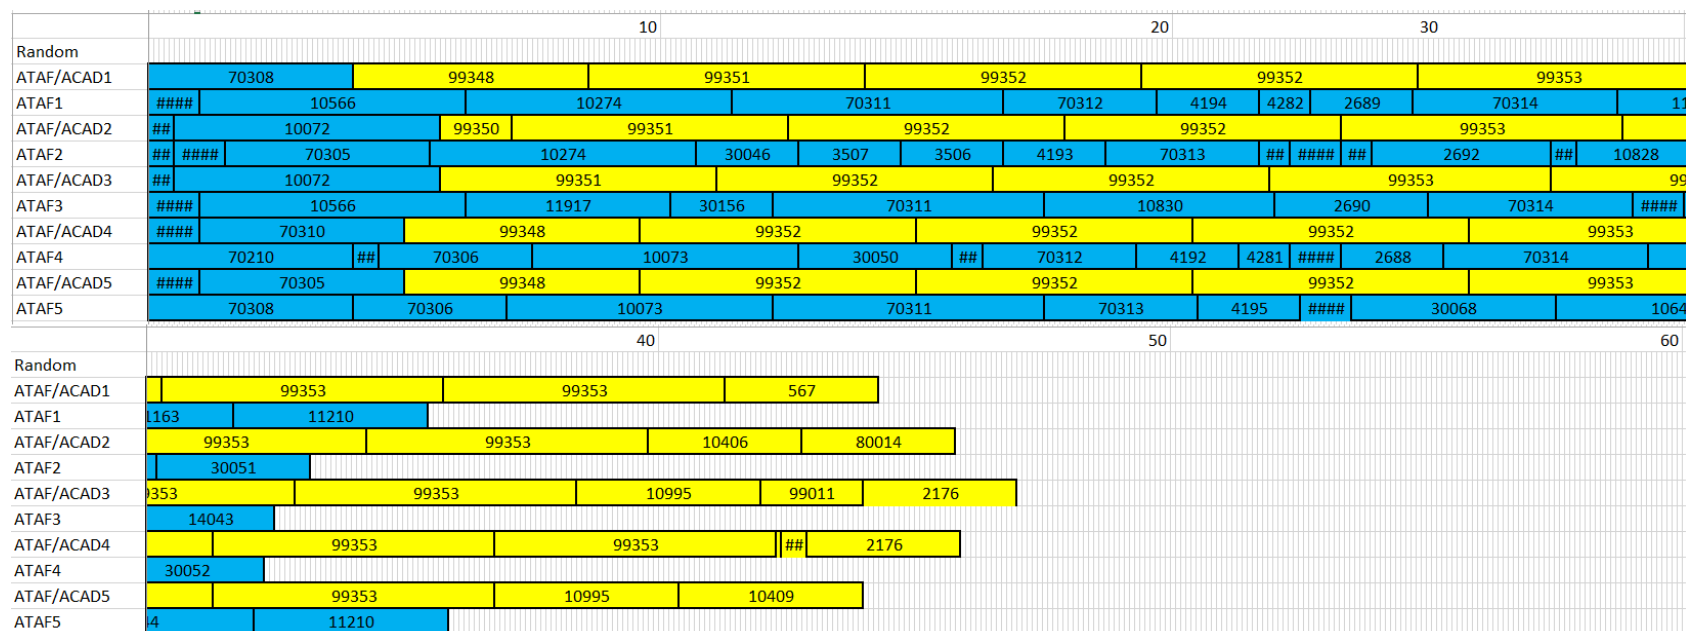 10 20 30
Random
ATAF/ACAD1 70308 99348 99351 99352 99352 99353
ATAF1 #### 10566 10274 70311 70312 4194 4282 2689 70314 11
ATAF/ACAD2 ## 10072 99350 99351 99352 99352 99353
ATAF2 ## #### 70305 10274 30046 3507 3506 4193 70313 ## #### ## 2692 ## 10828
ATAF/ACAD3 ## 10072 99351 99352 99352 99353 99
ATAF3 #### 10566 11917 30156 70311 10830 2690 70314 ####
ATAF/ACAD4 #### 70310 99348 99352 99352 99352 99353
ATAF4 70210 ## 70306 10073 30050 ## 70312 4192 4281 #### 2688 70314
ATAF/ACAD5 #### 70305 99348 99352 99352 99352 99353
ATAF5 70308 70306 10073 70311 70313 4195 #### 30068 1064
40 50 60
Random
ATAF/ACAD1 99353 99353 567
ATAF1 1163 11210
ATAF/ACAD2 99353 99353 10406 80014
ATAF2 30051
ATAF/ACAD3 9353 99353 10995 99011 2176
ATAF3 14043
ATAF/ACAD4 99353 99353 ## 2176
ATAF4 30052
ATAF/ACAD5 99353 10995 10409
ATAF5 44 11210